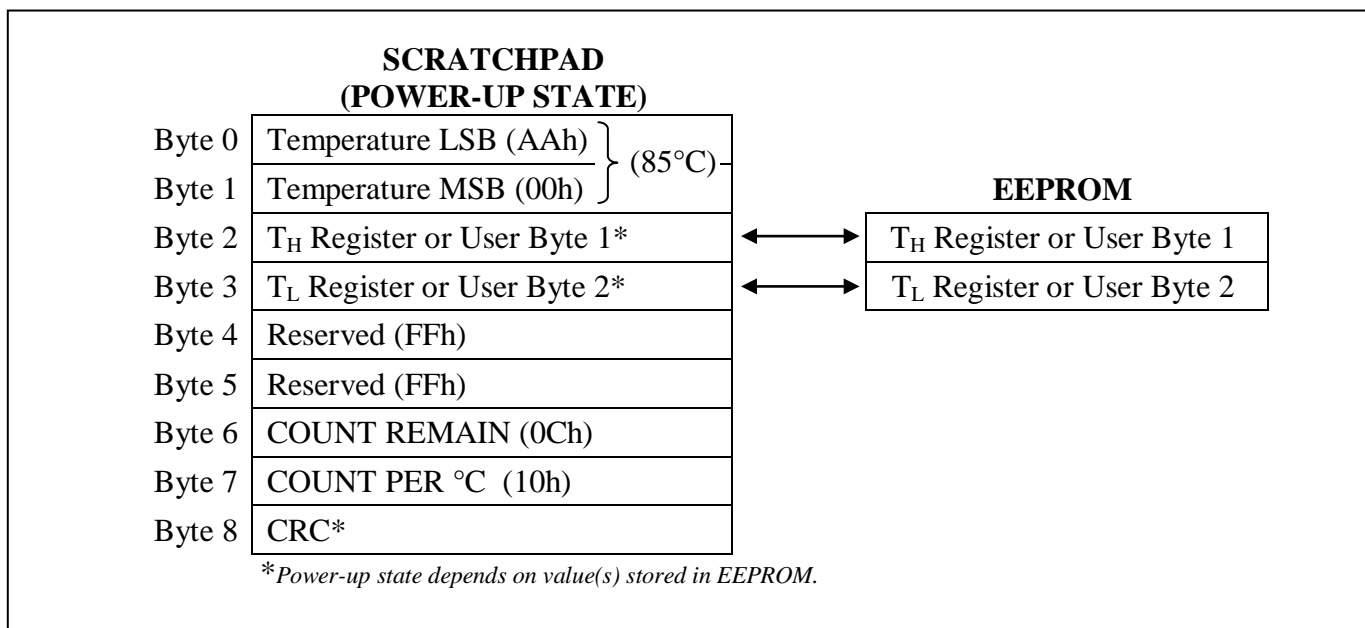 SCRATCHPAD
(POWER-UP STATE)
Byte 0 Temperature LSB (AAh)
(85°C)
Byte 1 Temperature MSB (00h)
EEPROM
Byte 2 TH Register or User Byte 1* TH Register or User Byte 1
Byte 3 TL Register or User Byte 2* TL Register or User Byte 2
Byte 4 Reserved (FFh)
Byte 5 Reserved (FFh)
Byte 6 COUNT REMAIN (0Ch)
Byte 7 COUNT PER °C (10h)
Byte 8 CRC*
*Power-up state depends on value(s) stored in EEPROM.